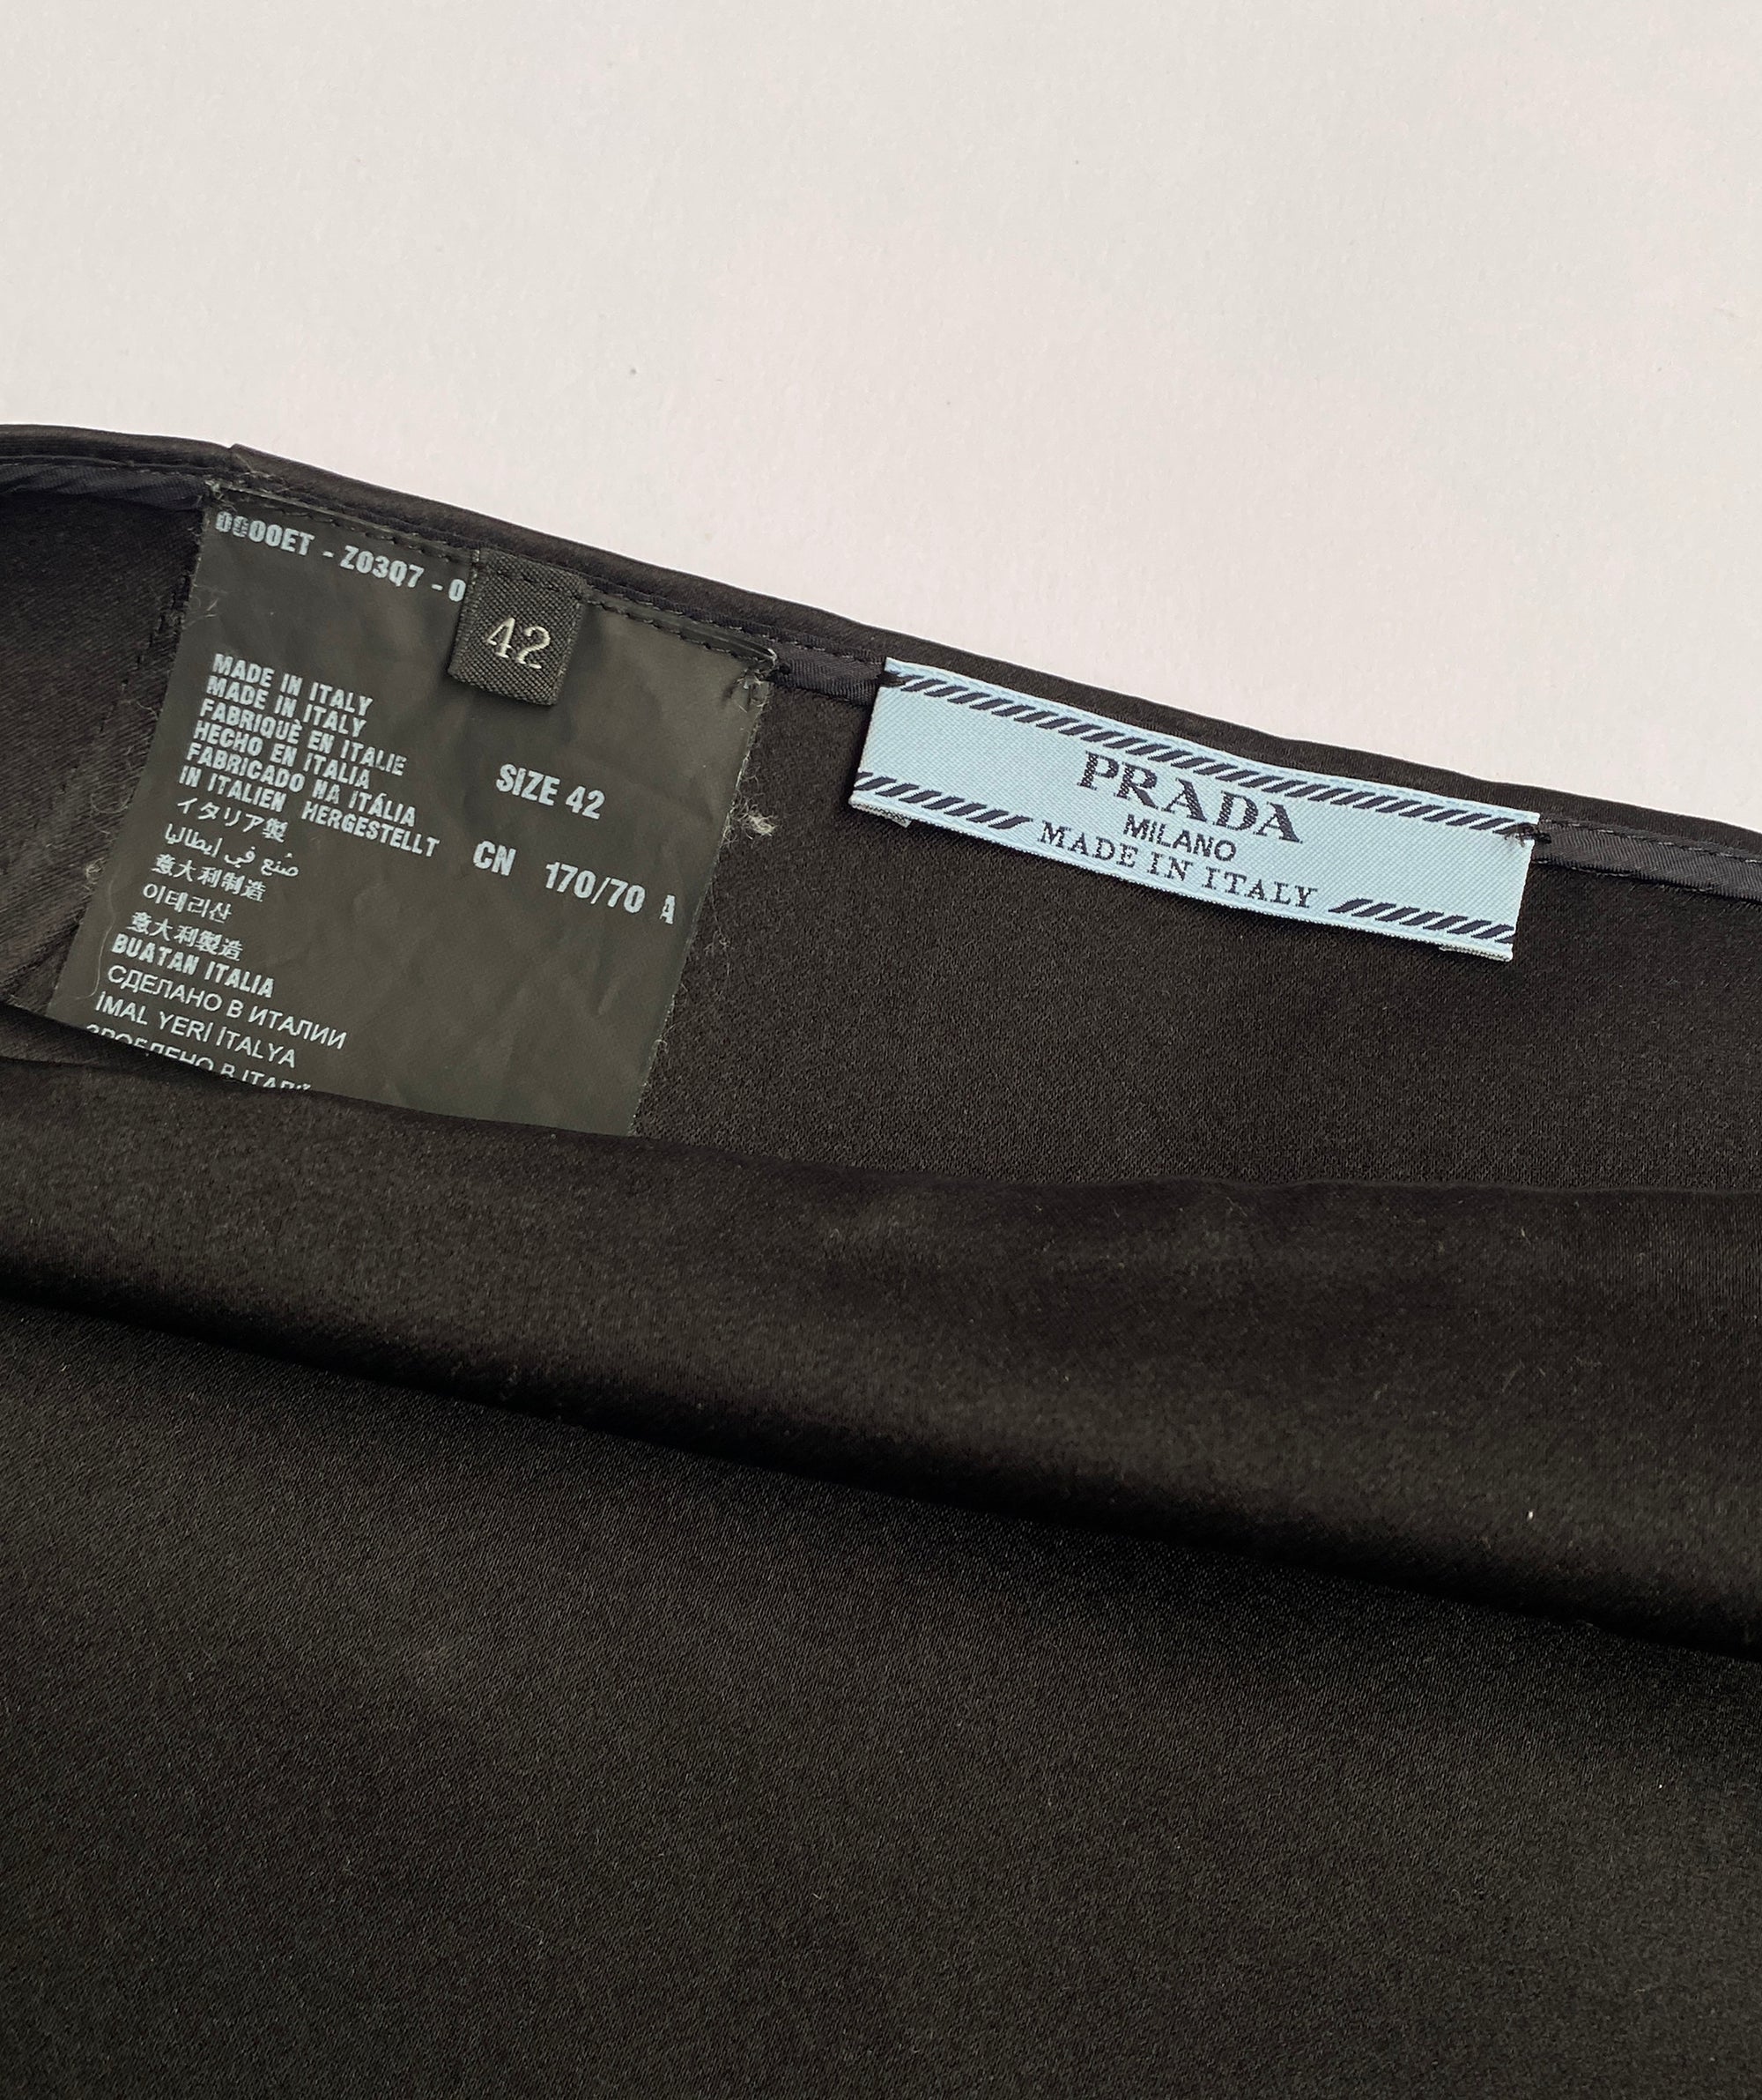 0000ET - Z03Q7 - 0
42
MADE IN ITALY
MADE IN ITALY
FABRIQUÉ EN ITALIE
HECHO EN ITALIA
FABRICADO NA ITÁLIA
IN ITALIEN HERGESTELLT
イタリア製
صُنع في إيطاليا
意大利制造
이태리산
意大利製造
BUATAN ITALIA
СДЕЛАНО В ИТАЛИИ
İMAL YERİ İTALYA
SIZE 42
CN 170/70 A
PRADA
MILANO
MADE IN ITALY